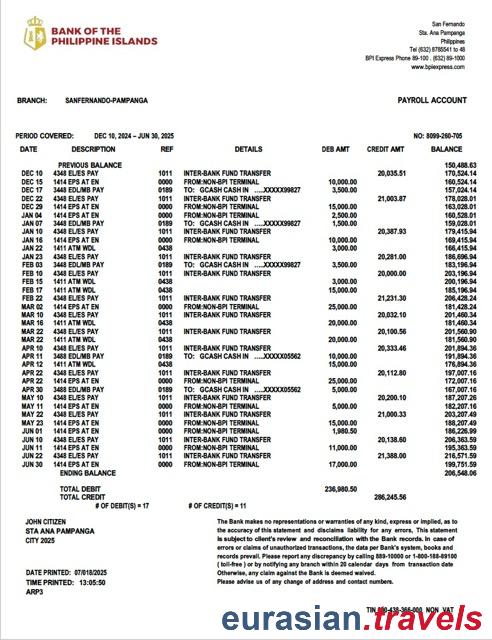 BANK OF THE
PHILIPPINE ISLANDS
San Fernando
Sta. Ana Pampanga
Philippines
Tel (632) 8785541 to 48
BPI Express Phone 89-100 . (632) 89-1000
www.bpiexpress.com
BRANCH: SANFERNANDO-PAMPANGA PAYROLL ACCOUNT
PERIOD COVERED: DEC 10, 2024 – JUN 30, 2025 NO: 8099-260-705
DATE DESCRIPTION REF DETAILS DEB AMT CREDIT AMT BALANCE
PREVIOUS BALANCE 150,488.63
DEC 10 4348 EL/ES PAY 1011 INTER-BANK FUND TRANSFER 20,035.51 170,524.14
DEC 15 1414 EPS AT EN 0000 FROM:NON-BPI TERMINAL 10,000.00 160,524.14
DEC 17 3448 EDL/MB PAY 0189 TO: GCASH CASH IN .....XXXXX99827 3,500.00 157,024.14
DEC 22 4348 EL/ES PAY 1011 INTER-BANK FUND TRANSFER 21,003.87 178,028.01
DEC 29 1414 EPS AT EN 0000 FROM:NON-BPI TERMINAL 15,000.00 163,028.01
JAN 04 1414 EPS AT EN 0000 FROM:NON-BPI TERMINAL 2,500.00 160,528.01
JAN 07 3468 EDL/MB PAY 0189 TO: GCASH CASH IN .....XXXXX99827 1,500.00 159,028.01
JAN 10 4348 EL/ES PAY 1011 INTER-BANK FUND TRANSFER 20,387.93 179,415.94
JAN 16 1414 EPS AT EN 0000 FROM:NON-BPI TERMINAL 10,000.00 169,415.94
JAN 22 1411 ATM WDL 0438 3,000.00 166,415.94
JAN 23 4348 EL/ES PAY 1011 INTER-BANK FUND TRANSFER 20,281.00 186,696.94
FEB 03 3488 EDL/MB PAY 0189 TO: GCASH CASH IN .....XXXXX99827 3,500.00 183,196.94
FEB 10 4348 EL/ES PAY 1011 INTER-BANK FUND TRANSFER 20,000.00 203,196.94
FEB 15 1411 ATM WDL 0438 3,000.00 200,196.94
FEB 17 1411 ATM WDL 0438 15,000.00 185,196.94
FEB 22 4348 EL/ES PAY 1011 INTER-BANK FUND TRANSFER 21,231.30 206,428.24
MAR 02 1414 EPS AT EN 0000 FROM:NON-BPI TERMINAL 25,000.00 181,428.24
MAR 10 4348 EL/ES PAY 1011 INTER-BANK FUND TRANSFER 20,032.10 201,460.34
MAR 16 1411 ATM WDL 0438 20,000.00 181,460.34
MAR 22 4348 EL/ES PAY 1011 INTER-BANK FUND TRANSFER 20,100.56 201,560.90
MAR 22 1411 ATM WDL 0438 20,000.00 181,560.90
APR 10 4348 EL/ES PAY 1011 INTER-BANK FUND TRANSFER 20,333.46 201,894.36
APR 11 3488 EDL/MB PAY 0189 TO: GCASH CASH IN .....XXXXX05562 10,000.00 191,894.36
APR 12 1411 ATM WDL 0438 15,000.00 176,894.36
APR 22 4348 EL/ES PAY 1011 INTER-BANK FUND TRANSFER 20,112.80 197,007.16
APR 22 1414 EPS AT EN 0000 FROM:NON-BPI TERMINAL 25,000.00 172,007.16
APR 30 3488 EDL/MB PAY 0189 TO: GCASH CASH IN .....XXXXX05562 5,000.00 167,007.16
MAY 10 4348 EL/ES PAY 1011 INTER-BANK FUND TRANSFER 20,200.10 187,207.26
MAY 11 1414 EPS AT EN 0000 FROM:NON-BPI TERMINAL 5,000.00 182,207.16
MAY 22 4348 EL/ES PAY 1011 INTER-BANK FUND TRANSFER 21,000.33 203,207.49
MAY 23 1414 EPS AT EN 0000 FROM:NON-BPI TERMINAL 15,000.00 188,207.49
JUN 01 1414 EPS AT EN 0000 FROM:NON-BPI TERMINAL 1,980.50 186,226.99
JUN 10 4348 EL/ES PAY 1011 INTER-BANK FUND TRANSFER 20,138.60 206,363.59
JUN 11 1414 EPS AT EN 0000 FROM:NON-BPI TERMINAL 11,000.00 195,363.59
JUN 22 4348 EL/ES PAY 1011 INTER-BANK FUND TRANSFER 21,388.00 216,571.59
JUN 30 1414 EPS AT EN 0000 FROM:NON-BPI TERMINAL 17,000.00 199,751.59
ENDING BALANCE 206,548.06
TOTAL DEBIT 236,980.50
TOTAL CREDIT 286,245.56
# OF DEBIT(S) = 17 # OF CREDIT(S) = 11
JOHN CITIZEN
STA ANA PAMPANGA
CITY 2025
The Bank makes no representations or warranties of any kind, express or implied, as to
the accuracy of this statement and disclaims liability for any errors, This statement
is subject to client's review and reconciliation with the Bank records. In case of
errors or claims of unauthorized transactions, the data per Bank's system, books and
records prevail. Please report any discrepancy by calling 889-10000 or 1-800-188-89100
( toil-free ) or by notifying any branch within 20 calendar days from transaction date
Otherwise, any claim against the Bank is deemed waived.
Please advise us of any change of address and contact numbers.
DATE PRINTED: 07/018/2025
TIME PRINTED: 13:05:50
ARP3
TIN 000-438-366-000 NON VAT
eurasian.travels